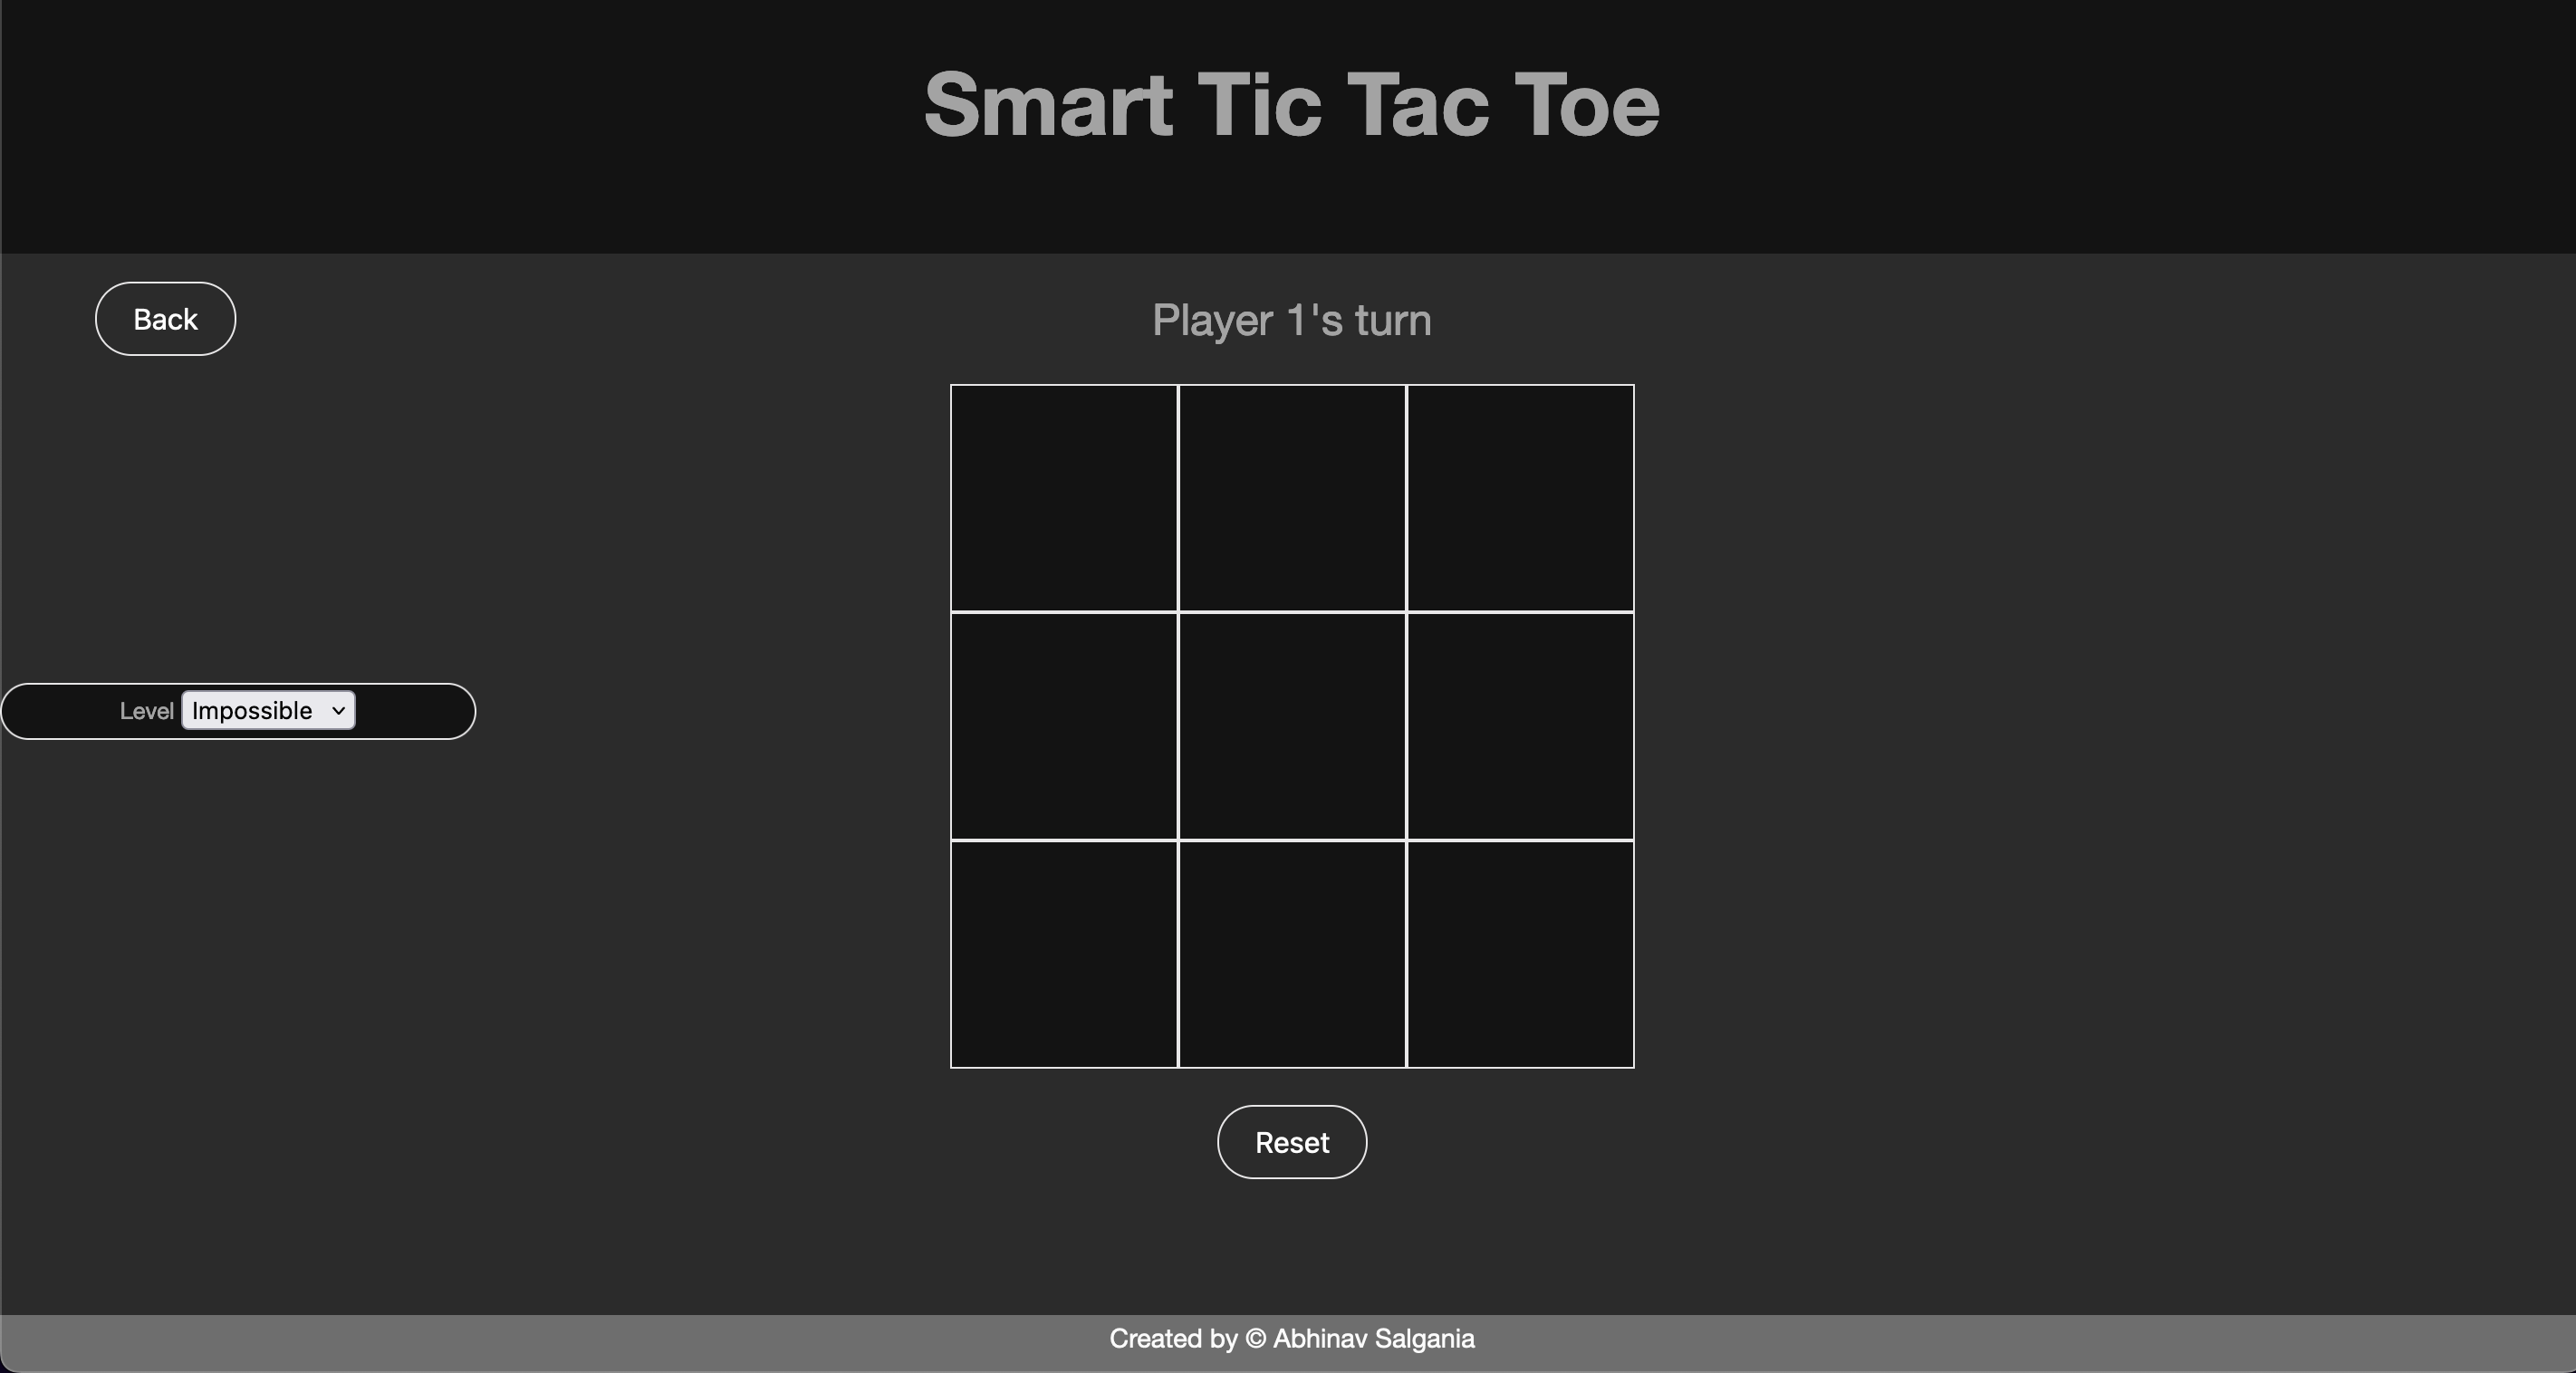 Smart Tic Tac Toe
Back
Player 1's turn
Level Impossible
Reset
Created by © Abhinav Salgania